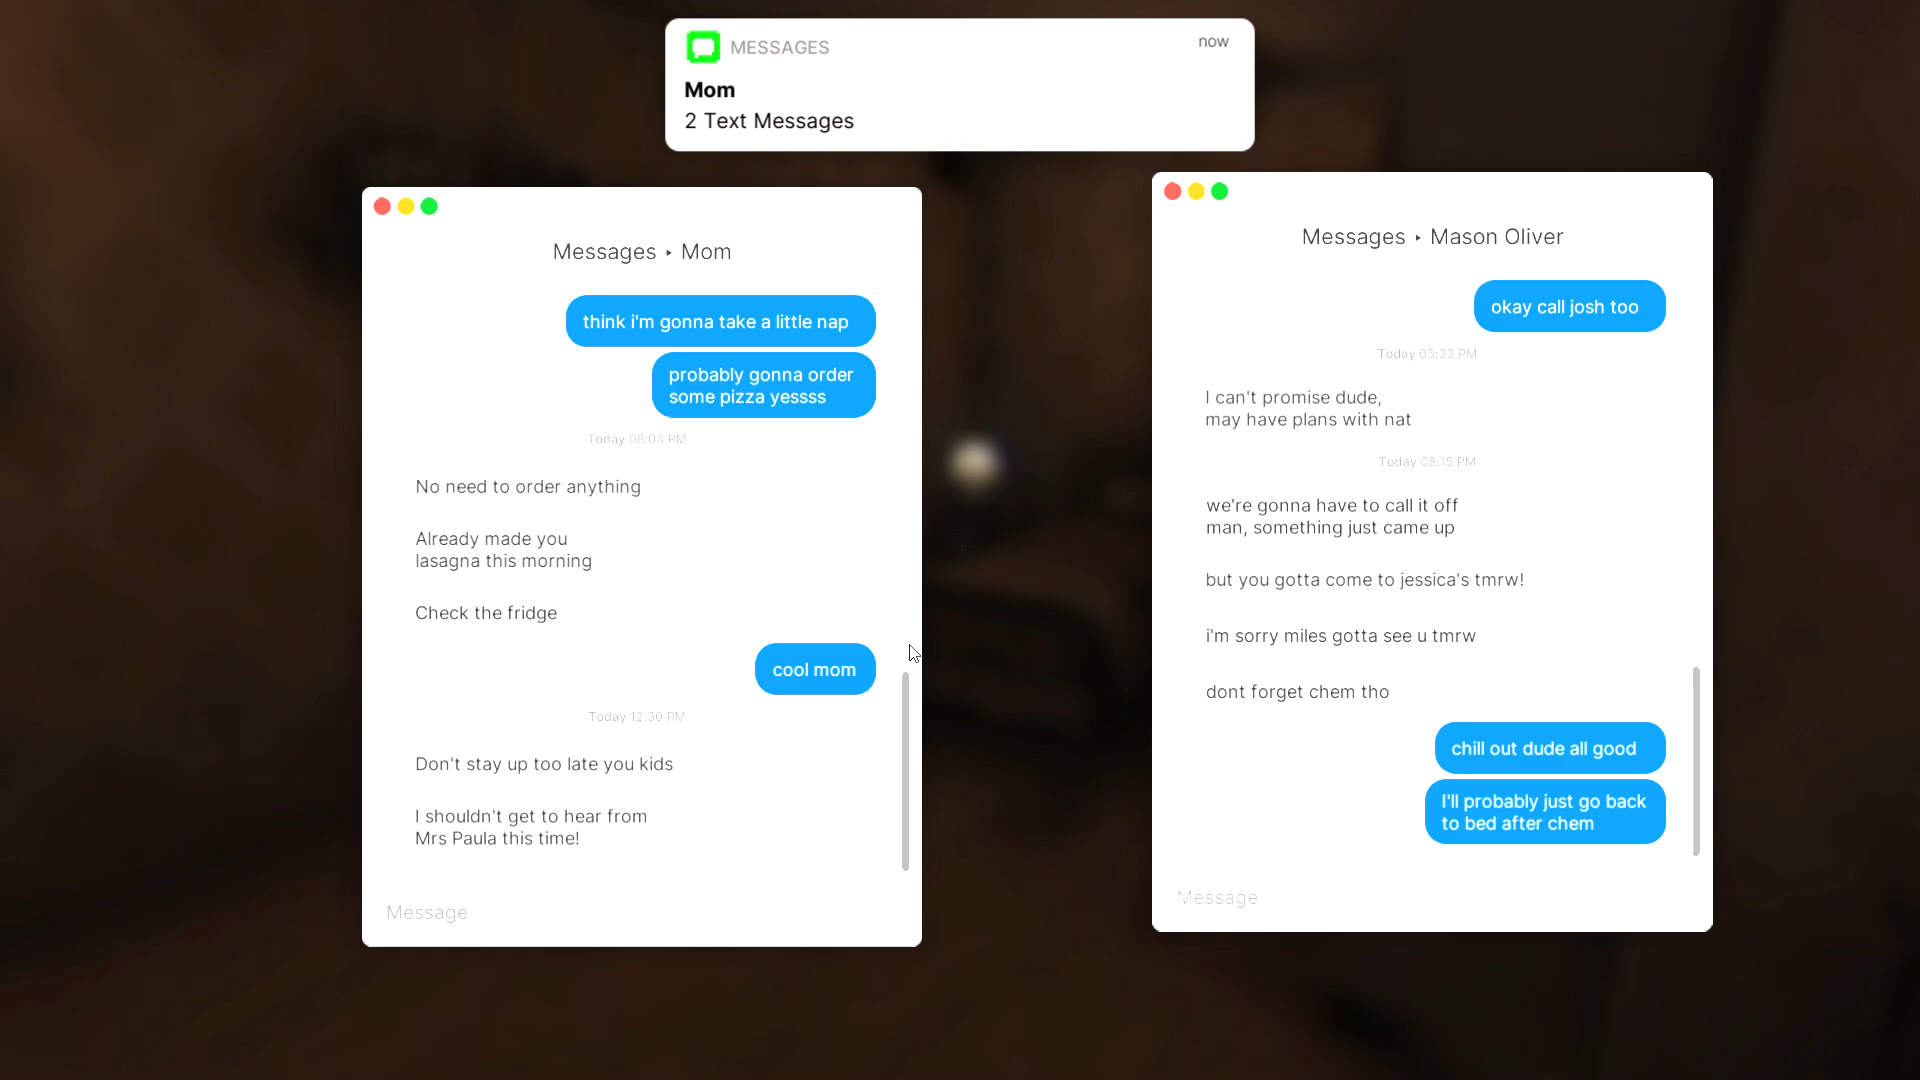 MESSAGES
now
Mom
2 Text Messages
Messages ‣ Mom
think i'm gonna take a little nap
probably gonna order
some pizza yessss
Today 08:03 PM
No need to order anything
Already made you
lasagna this morning
Check the fridge
cool mom
Today 12:30 PM
Don't stay up too late you kids
I shouldn't get to hear from
Mrs Paula this time!
Message
Messages ‣ Mason Oliver
okay call josh too
Today 05:33 PM
I can't promise dude,
may have plans with nat
Today 08:15 PM
we're gonna have to call it off
man, something just came up
but you gotta come to jessica's tmrw!
i'm sorry miles gotta see u tmrw
dont forget chem tho
chill out dude all good
I'll probably just go back
to bed after chem
Message